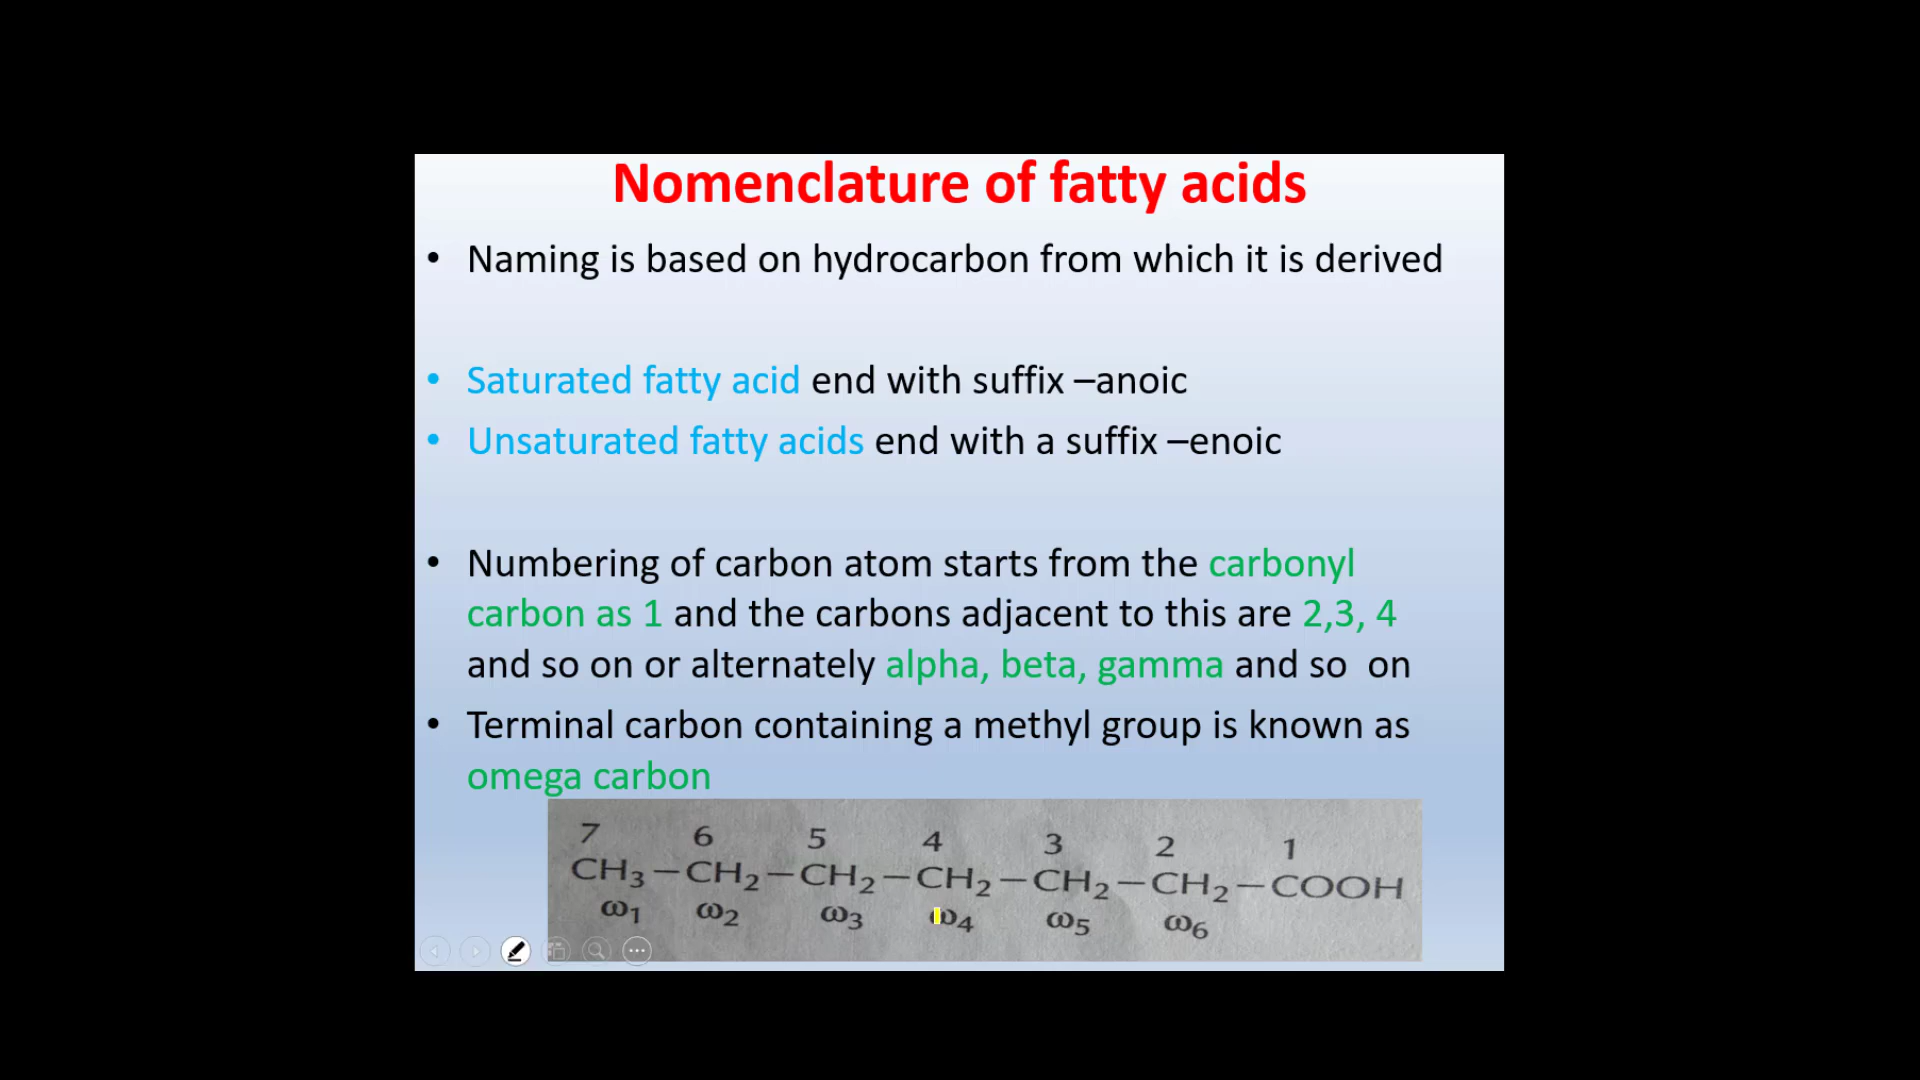 Nomenclature of fatty acids
• Naming is based on hydrocarbon from which it is derived
• Saturated fatty acid end with suffix –anoic
• Unsaturated fatty acids end with a suffix –enoic
• Numbering of carbon atom starts from the carbonyl
carbon as 1 and the carbons adjacent to this are 2,3, 4
and so on or alternately alpha, beta, gamma and so on
• Terminal carbon containing a methyl group is known as
omega carbon
7 6 5 4 3 2 1
CH₃ – CH₂ – CH₂ – CH₂ – CH₂ – CH₂ – COOH
ω1 ω2 ω3 ω4 ω5 ω6